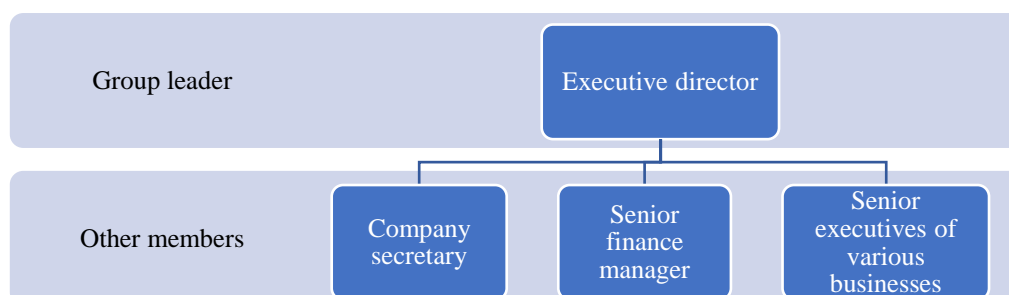 Group leader
Executive director
Other members
Company
secretary
Senior
finance
manager
Senior
executives of
various
businesses